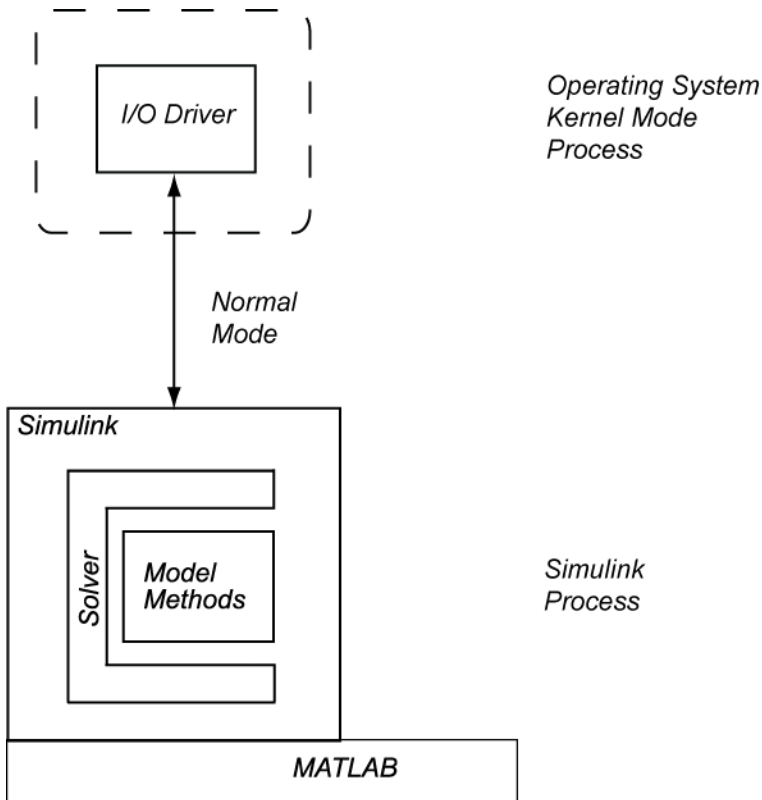 I/O Driver
Operating System
Kernel Mode
Process
Normal
Mode
Simulink
Solver
Model
Methods
Simulink
Process
MATLAB